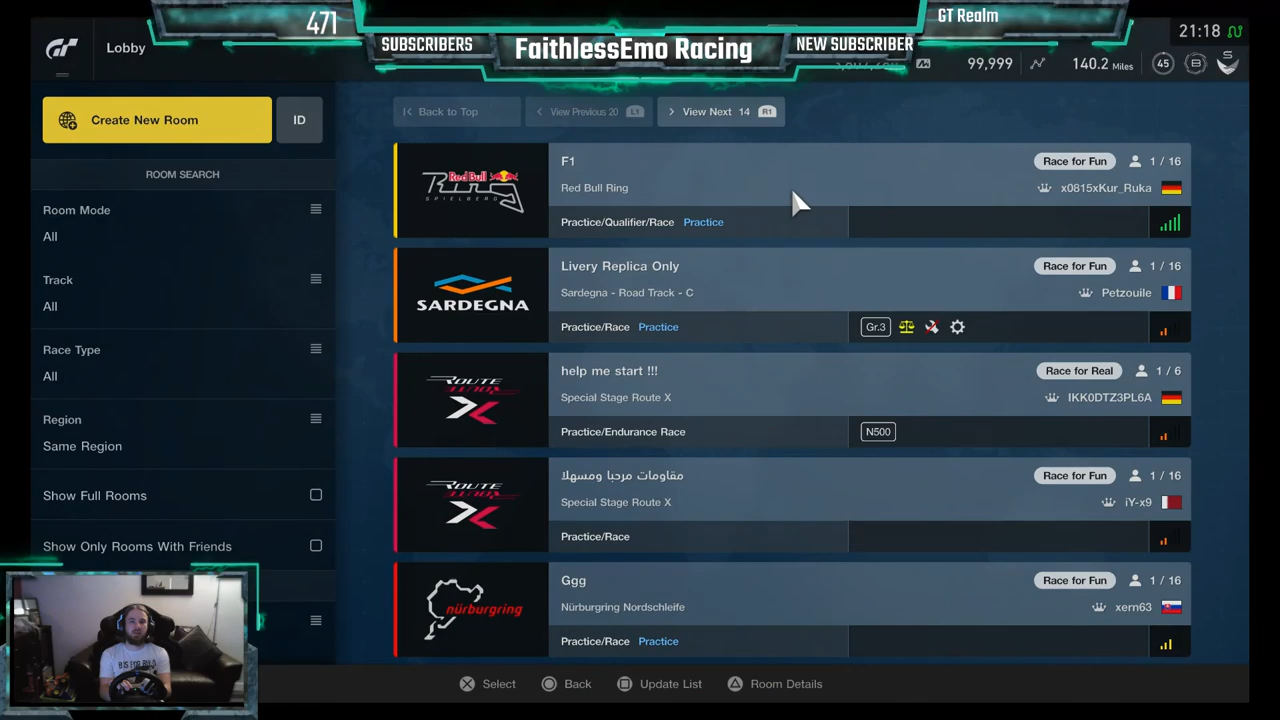 471
GT Realm
SUBSCRIBERS
FaithlessEmo Racing
NEW SUBSCRIBER
21:18
Lobby
99,999
140.2 Miles
45
B
S
Create New Room
ID
ROOM SEARCH
Room Mode
All
Track
All
Race Type
All
Region
Same Region
Show Full Rooms
Show Only Rooms With Friends
Back to Top
View Previous 20 L1
View Next 14 R1
Red Bull Ring
SPIELBERG
F1
Race for Fun 1 / 16
Red Bull Ring
x0815xKur_Ruka
Practice/Qualifier/Race Practice
SARDEGNA
Livery Replica Only
Race for Fun 1 / 16
Sardegna - Road Track - C
Petzouile
Practice/Race Practice
Gr.3
ROUTE X
help me start !!!
Race for Real 1 / 6
Special Stage Route X
IKK0DTZ3PL6A
Practice/Endurance Race
N500
ROUTE X
مقاومات مرحبا ومسهلا
Race for Fun 1 / 16
Special Stage Route X
iY-x9
Practice/Race
nürburgring
Ggg
Race for Fun 1 / 16
Nürburgring Nordschleife
xern63
Practice/Race Practice
Select
Back
Update List
Room Details